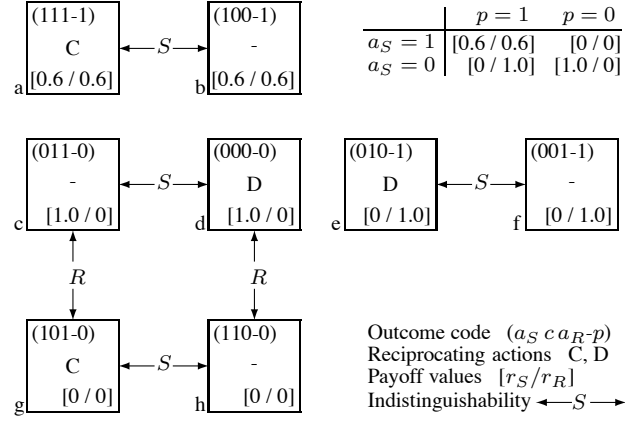 (111-1)
C
[0.6 / 0.6]
a
S
(100-1)
-
[0.6 / 0.6]
b
p = 1 p = 0
a_S = 1 [0.6 / 0.6] [0 / 0]
a_S = 0 [0 / 1.0] [1.0 / 0]
(011-0)
-
[1.0 / 0]
c
S
(000-0)
D
[1.0 / 0]
d
(010-1)
D
[0 / 1.0]
e
S
(001-1)
-
[0 / 1.0]
f
R
R
(101-0)
C
[0 / 0]
g
S
(110-0)
-
[0 / 0]
h
Outcome code (a_S c a_R-p)
Reciprocating actions C, D
Payoff values [r_S/r_R]
Indistinguishability S